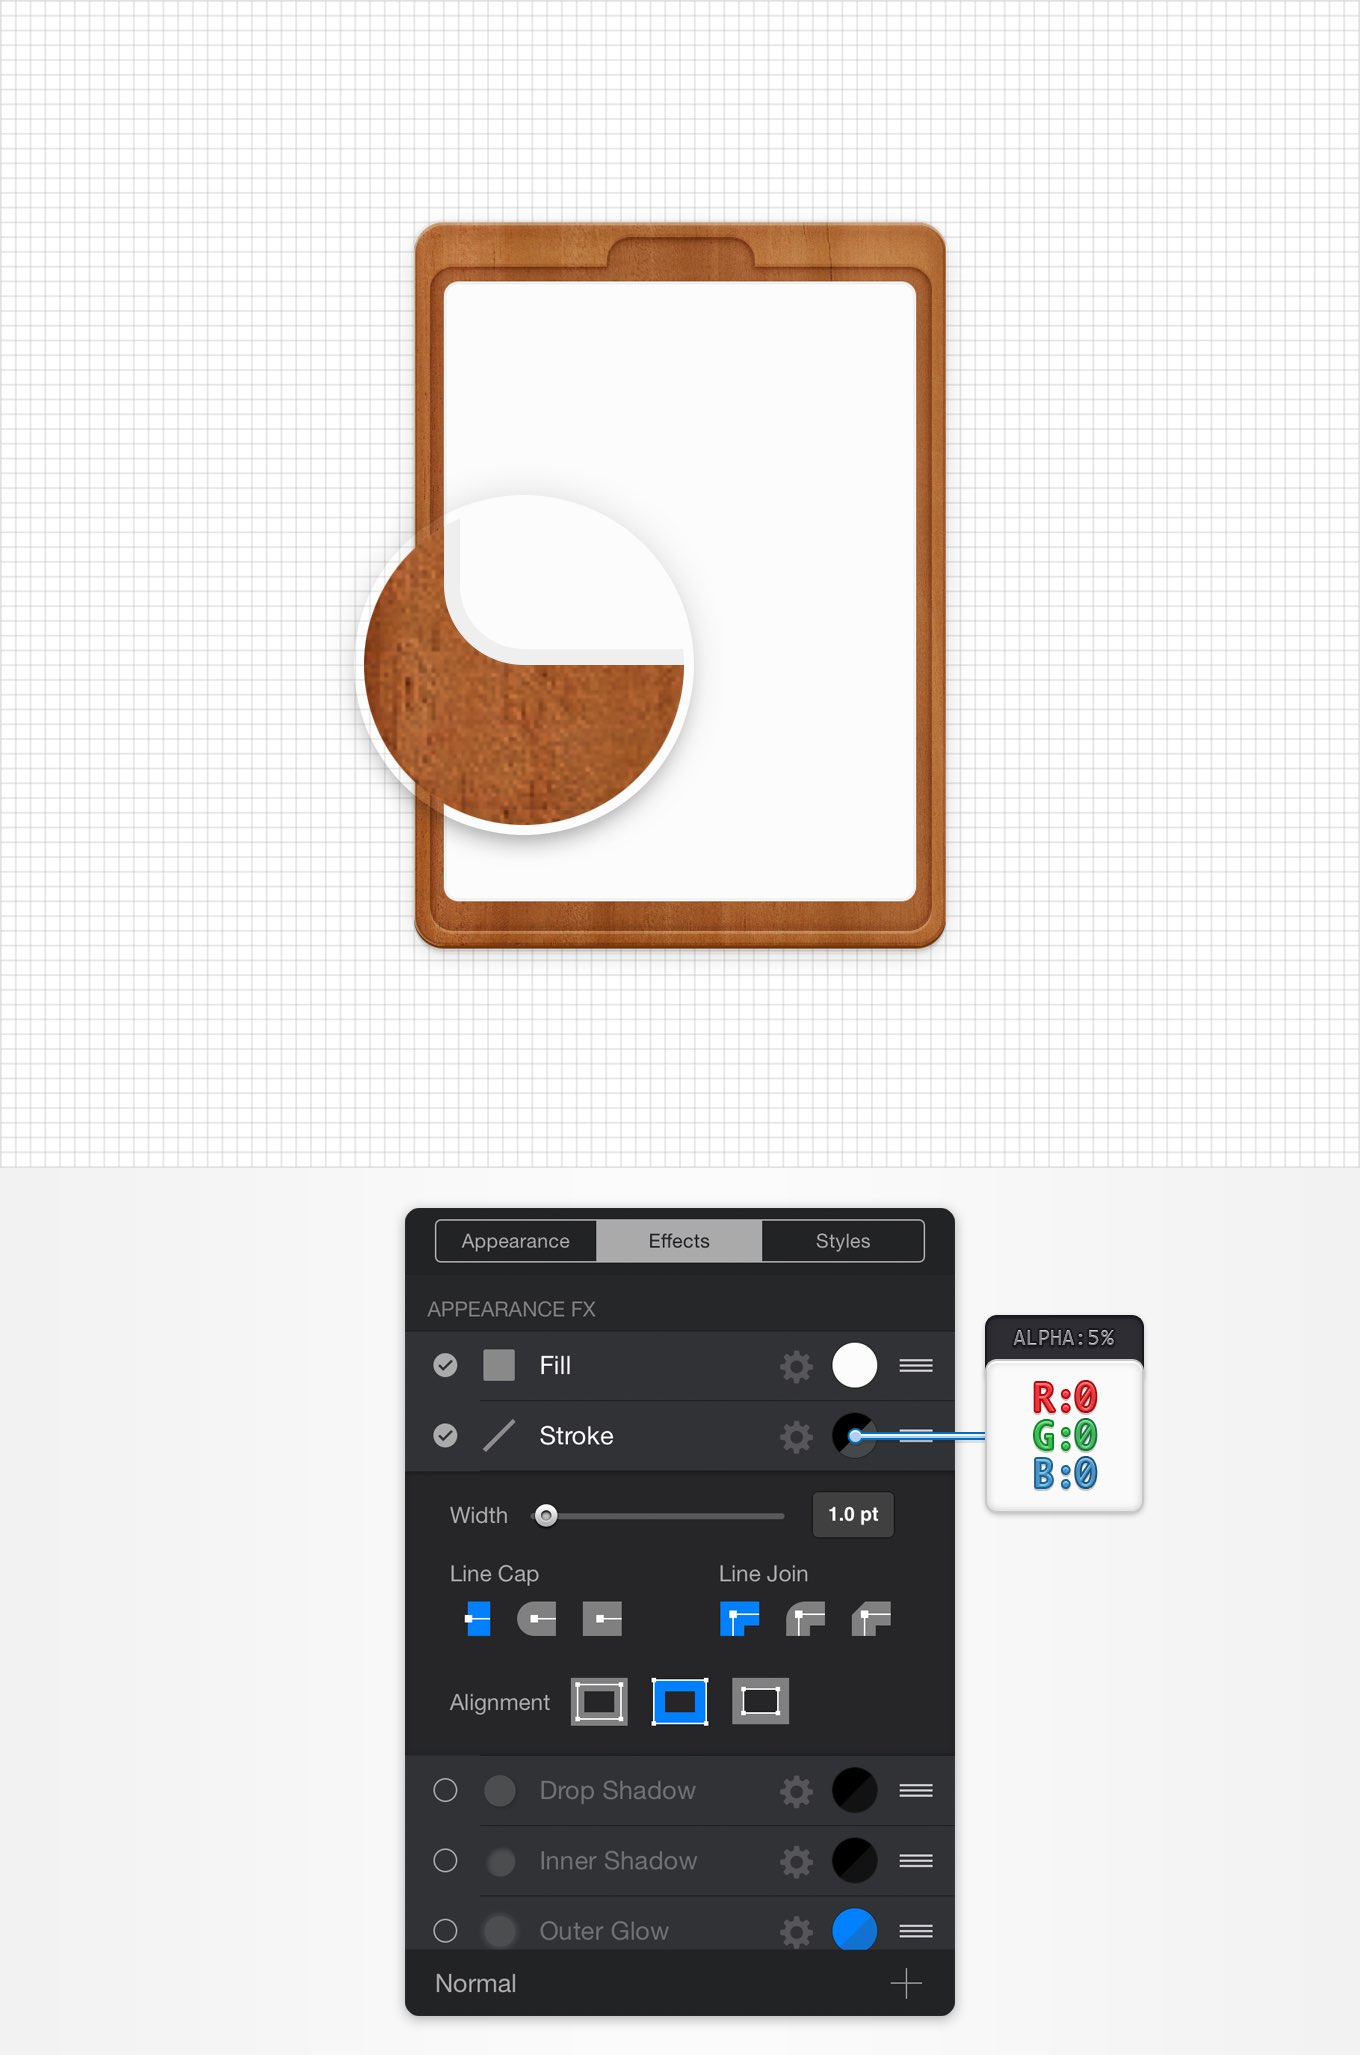 Appearance
Effects
Styles
APPEARANCE FX
Fill
ALPHA:5%
R:0
G:0
B:0
Stroke
Width
1.0 pt
Line Cap
Line Join
Alignment
Drop Shadow
Inner Shadow
Outer Glow
Normal